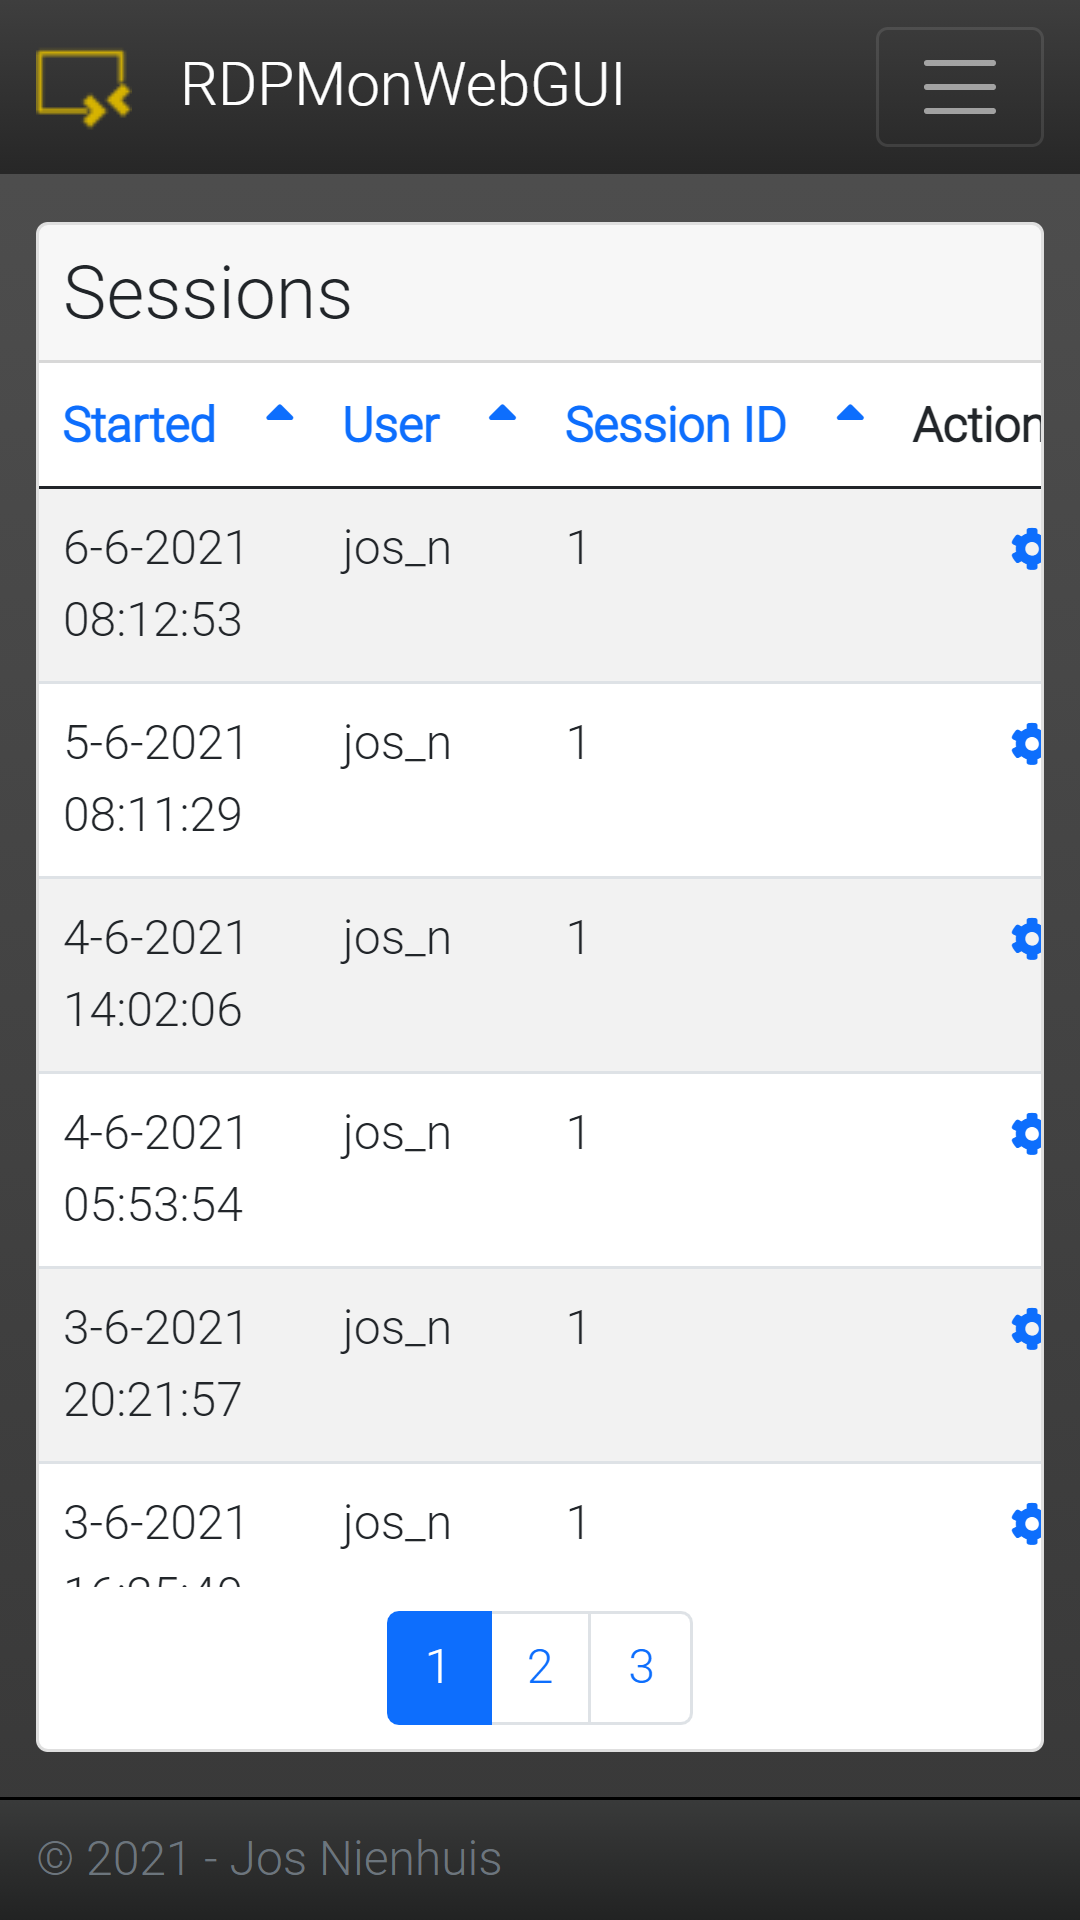 RDPMonWebGUI
Sessions
Started User Session ID Action
6-6-2021 jos_n 1
08:12:53
5-6-2021 jos_n 1
08:11:29
4-6-2021 jos_n 1
14:02:06
4-6-2021 jos_n 1
05:53:54
3-6-2021 jos_n 1
20:21:57
3-6-2021 jos_n 1
1 2 3
© 2021 - Jos Nienhuis